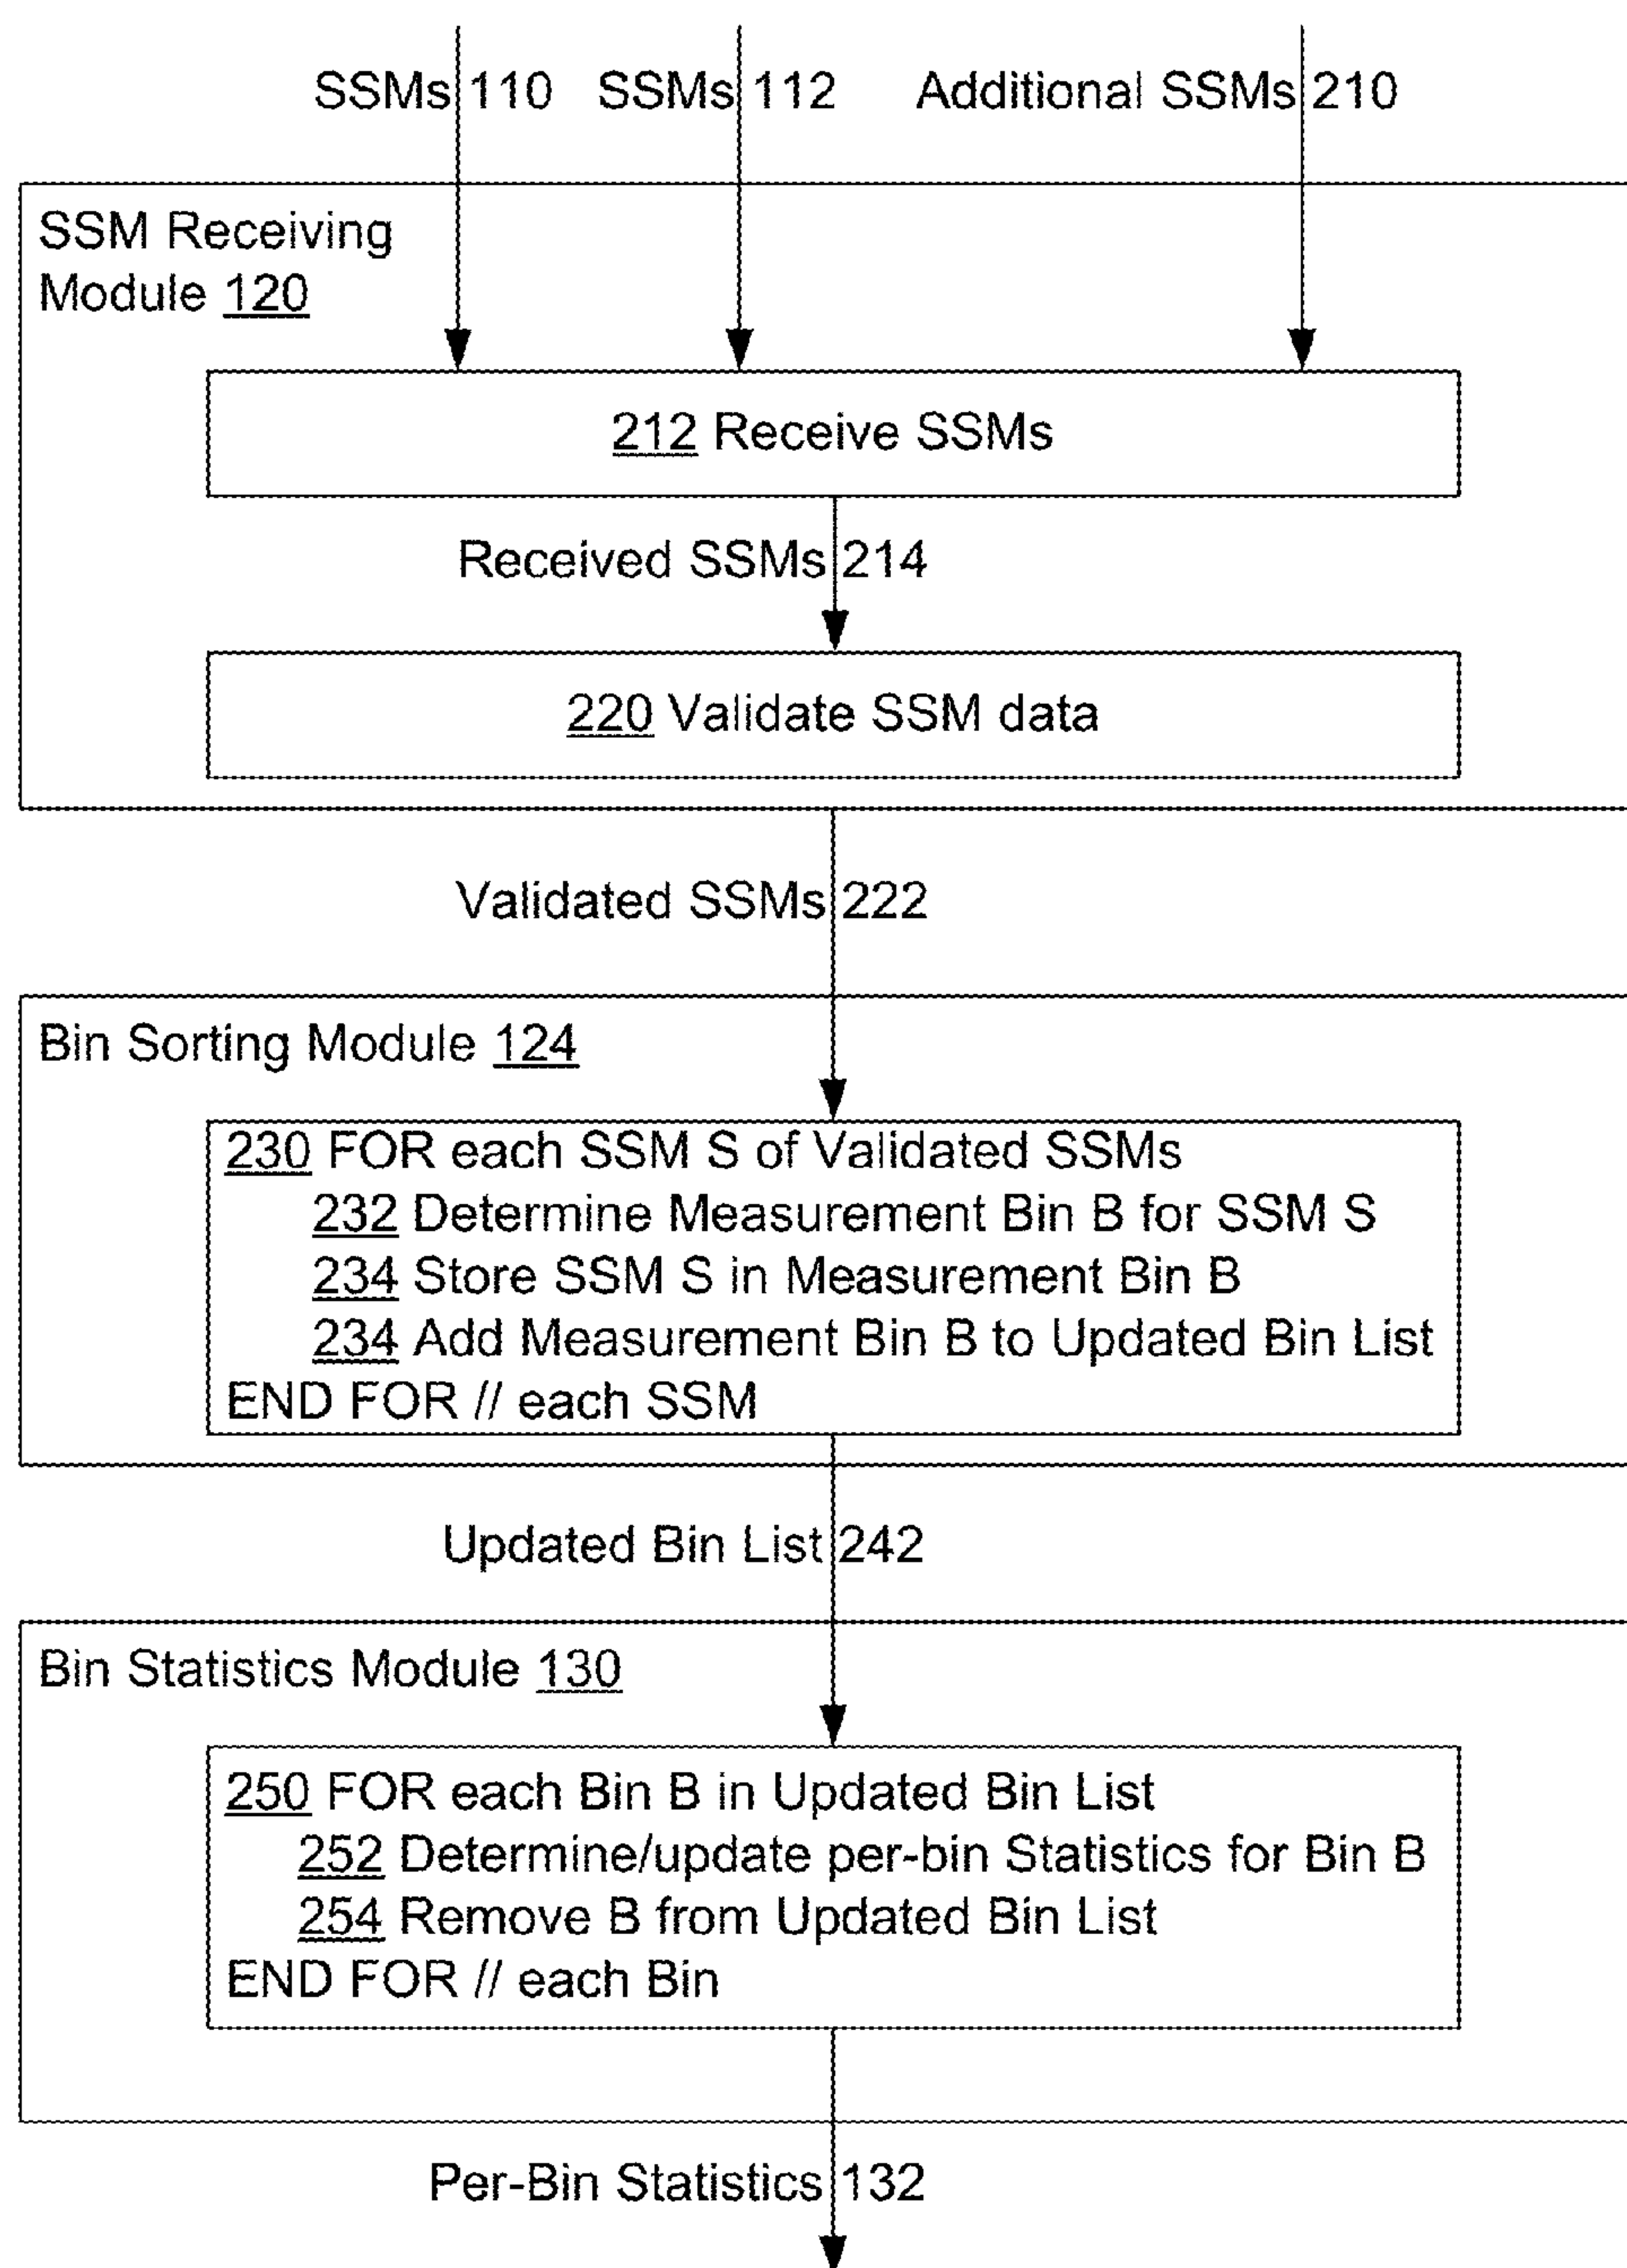 SSMs 110 SSMs 112 Additional SSMs 210
SSM Receiving
Module 120
212 Receive SSMs
Received SSMs 214
220 Validate SSM data
Validated SSMs 222
Bin Sorting Module 124
230 FOR each SSM S of Validated SSMs
232 Determine Measurement Bin B for SSM S
234 Store SSM S in Measurement Bin B
234 Add Measurement Bin B to Updated Bin List
END FOR // each SSM
Updated Bin List 242
Bin Statistics Module 130
250 FOR each Bin B in Updated Bin List
252 Determine/update per-bin Statistics for Bin B
254 Remove B from Updated Bin List
END FOR // each Bin
Per-Bin Statistics 132